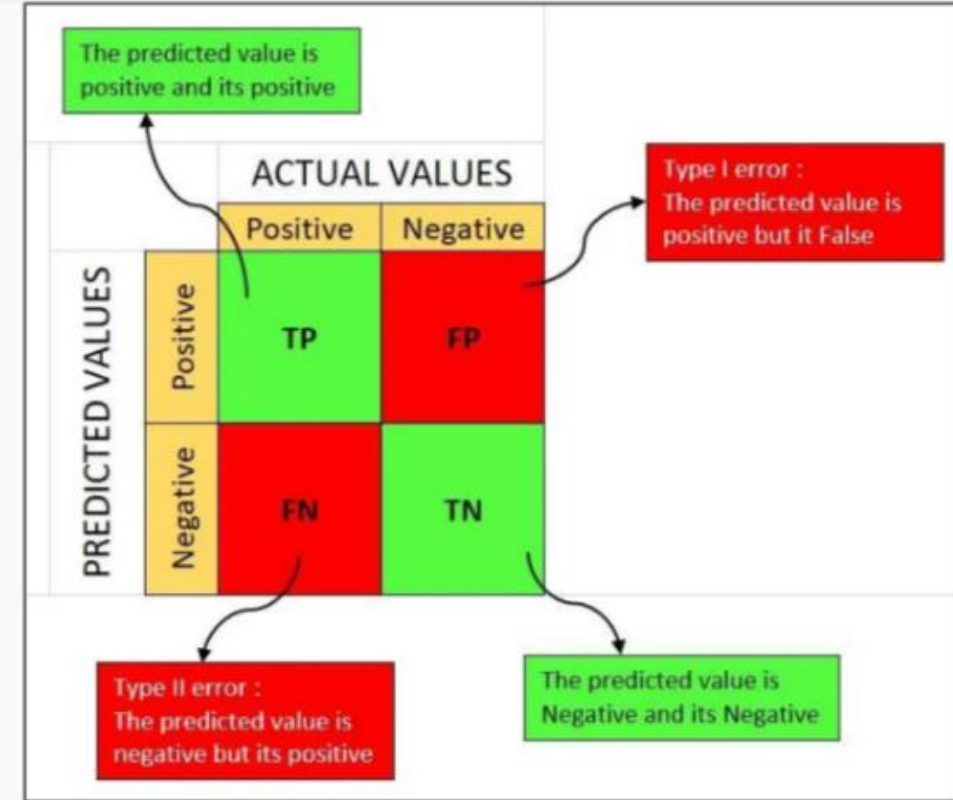 The predicted value is
positive and its positive
ACTUAL VALUES
Type I error :
The predicted value is
positive but it False
Positive Negative
PREDICTED VALUES
Positive
TP FP
Negative
FN TN
Type II error :
The predicted value is
negative but its positive
The predicted value is
Negative and its Negative